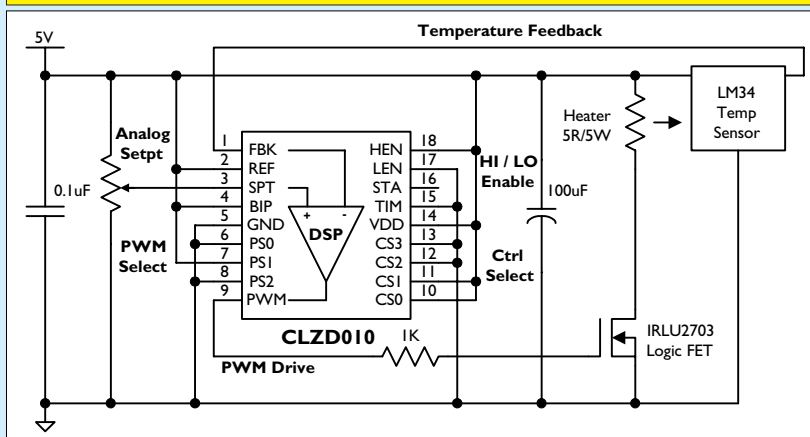 Temperature Feedback
5V
LM34
Temp
Sensor
Heater
5R/5W
Analog
Setpt
0.1uF
PWM
Select
1 FBK
2 REF
3 SPT
4 BIP
5 GND
6 PS0
7 PS1
8 PS2
9 PWM
+ -
DSP
HEN 18
LEN 17
STA 16
TIM 15
VDD 14
CS3 13
CS2 12
CS1 11
CS0 10
HI / LO
Enable
100uF
Ctrl
Select
CLZD010
1K
PWM Drive
IRLU2703
Logic FET